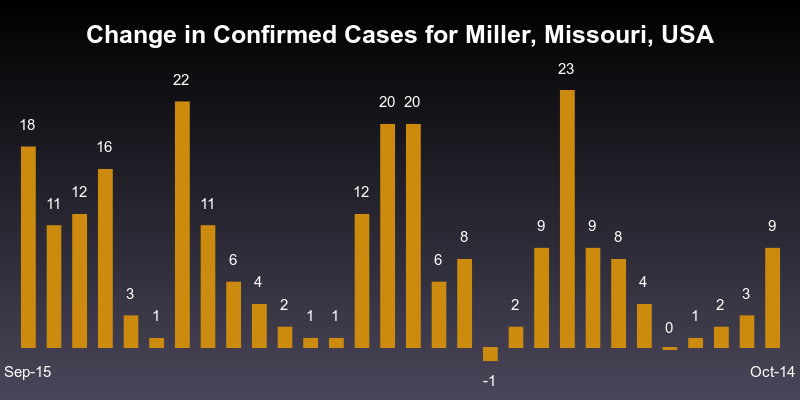 Change in Confirmed Cases for Miller, Missouri, USA
18 11 12 16 3 1 22 11 6 4 2 1 1 12 20 20 6 8 -1 2 9 23 9 8 4 0 1 2 3 9
Sep-15 Oct-14